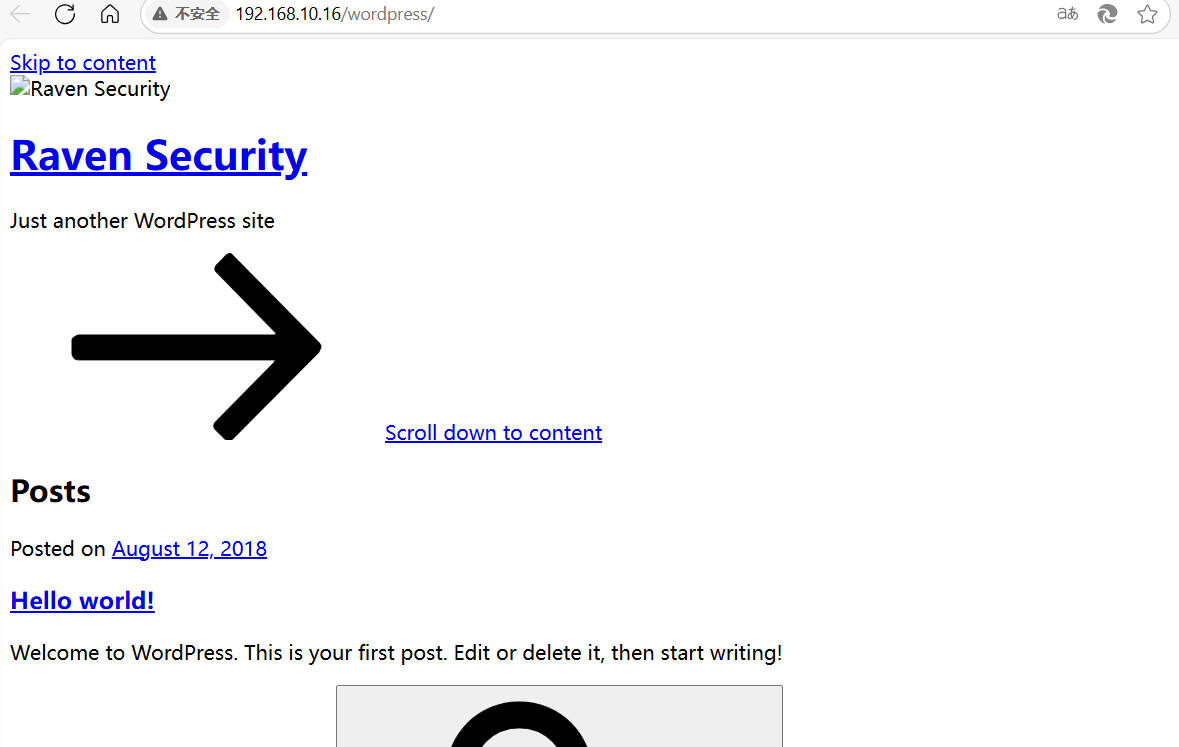 不安全 192.168.10.16/wordpress/ aあ
Skip to content
Raven Security
Raven Security
Just another WordPress site
Scroll down to content
Posts
Posted on August 12, 2018
Hello world!
Welcome to WordPress. This is your first post. Edit or delete it, then start writing!